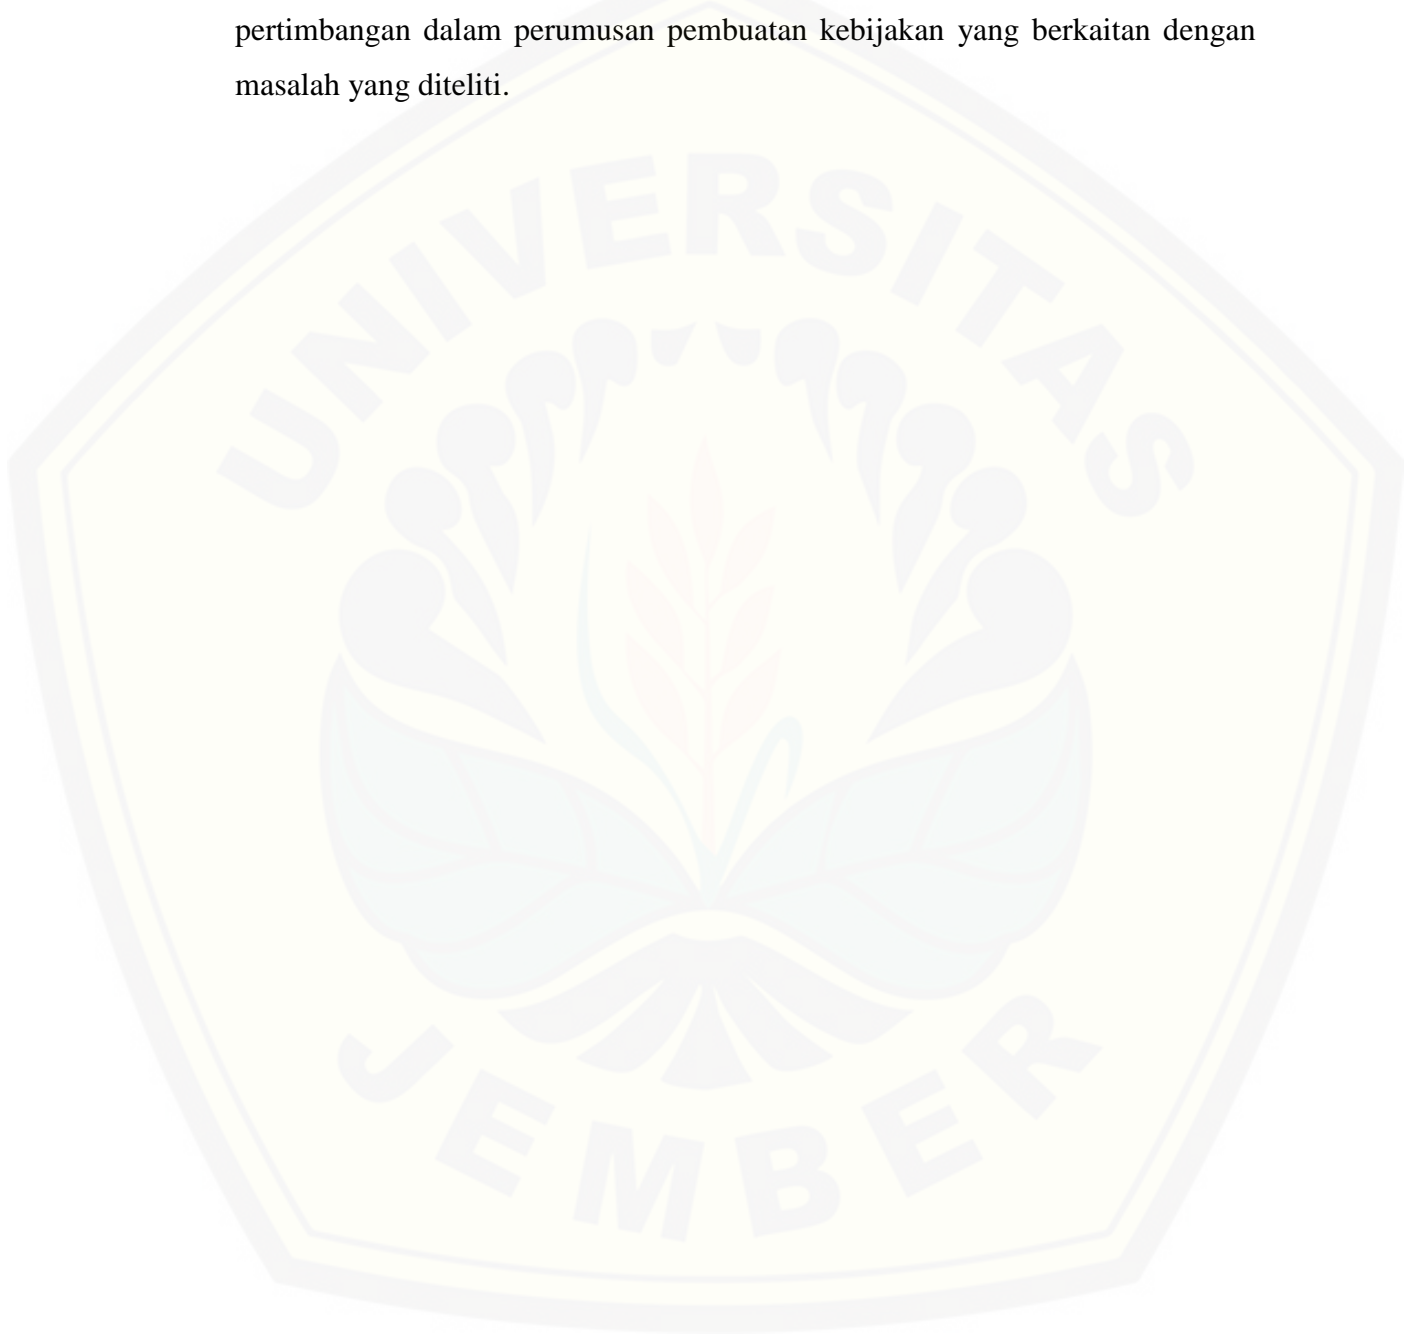 pertimbangan dalam perumusan pembuatan kebijakan yang berkaitan dengan
masalah yang diteliti.
UNIVERSITAS
JEMBER